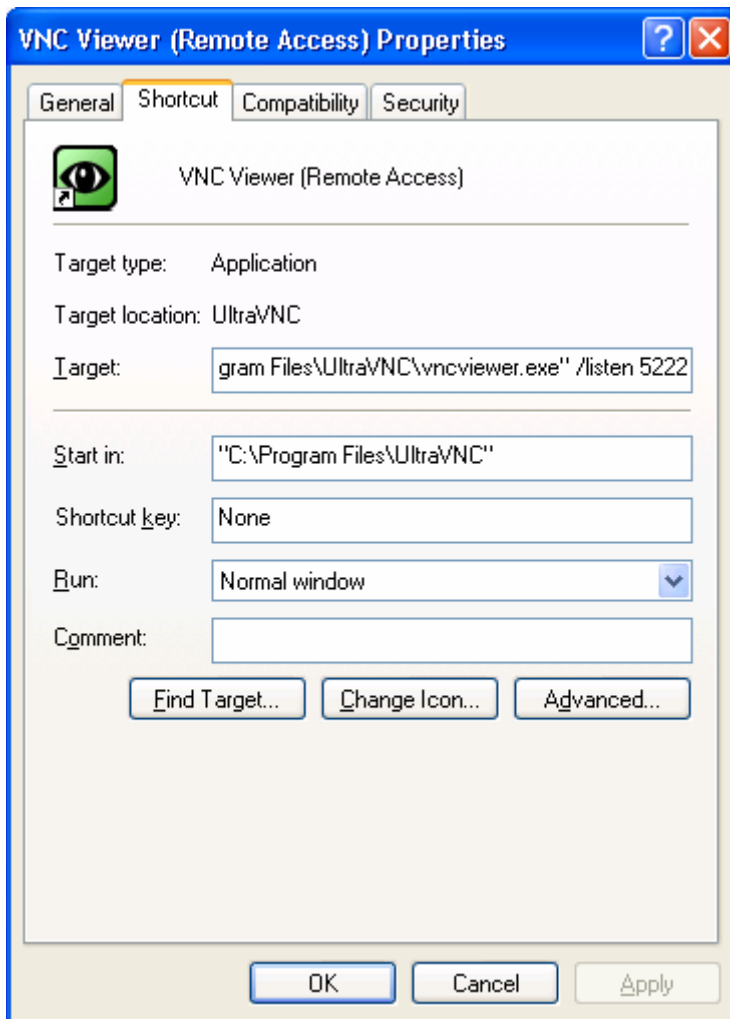 VNC Viewer (Remote Access) Properties
General Shortcut Compatibility Security
VNC Viewer (Remote Access)
Target type: Application
Target location: UltraVNC
Target: gram Files\UltraVNC\vncviewer.exe" /listen 5222
Start in: "C:\Program Files\UltraVNC"
Shortcut key: None
Run: Normal window
Comment:
Find Target... Change Icon... Advanced...
OK Cancel Apply